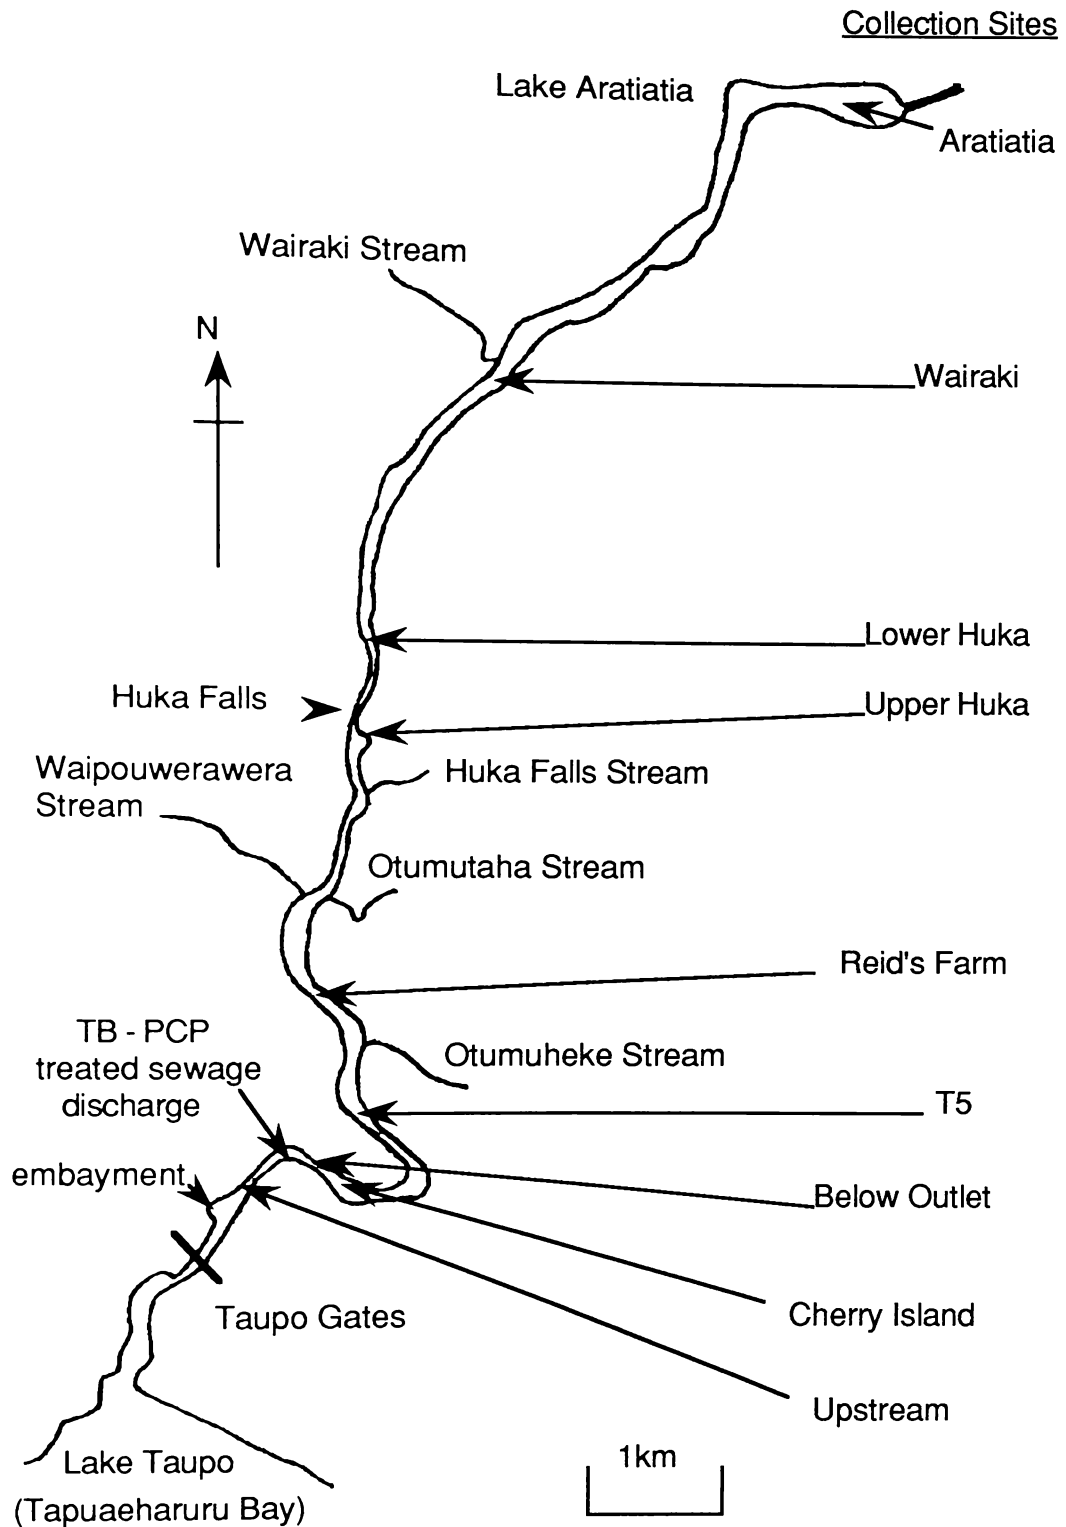 Collection Sites
Lake Aratiatia
Aratiatia
Wairaki Stream
N
Wairaki
Lower Huka
Huka Falls
Upper Huka
Waipouwerawera
Stream
Huka Falls Stream
Otumutaha Stream
Reid's Farm
TB - PCP
treated sewage
discharge
Otumuheke Stream
T5
embayment
Below Outlet
Taupo Gates
Cherry Island
Upstream
Lake Taupo
(Tapuaeharuru Bay)
1km